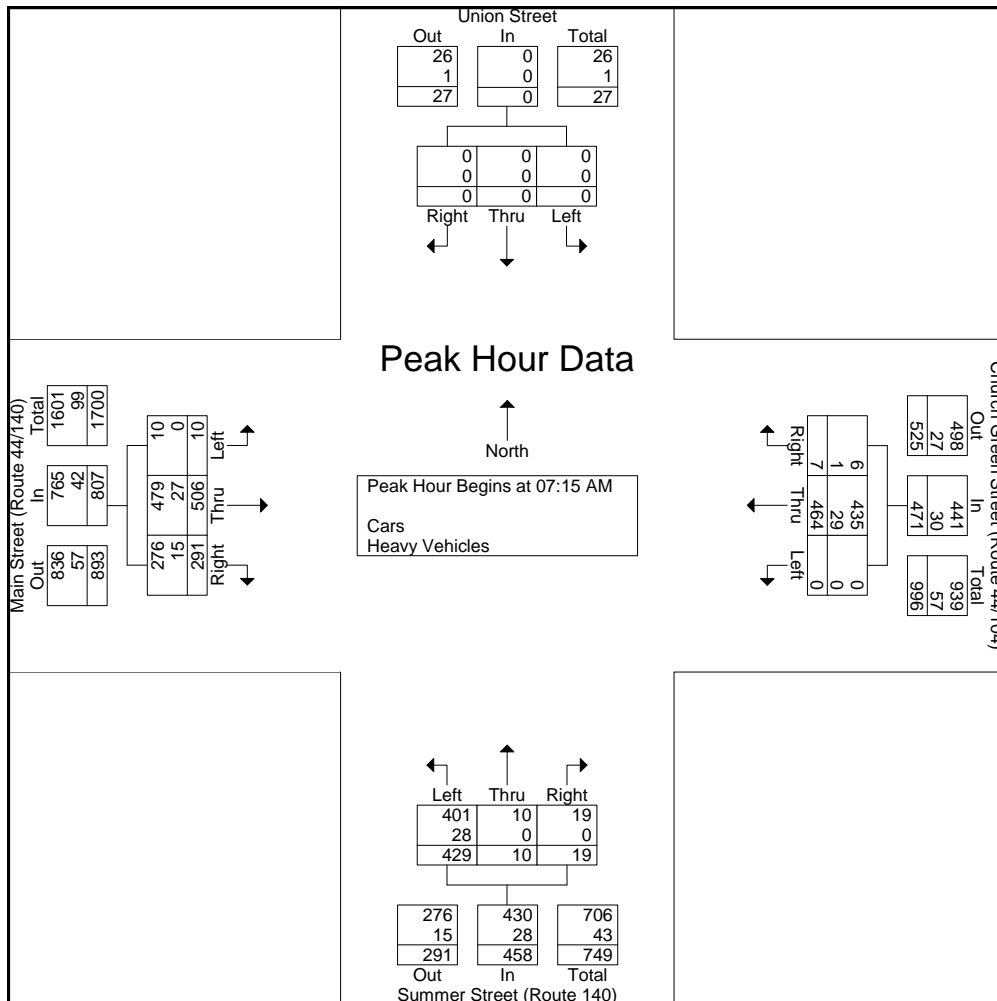 Union Street
Out In Total
26 0 26
1 0 1
27 0 27
0 0 0
0 0 0
0 0 0
Right Thru Left
Peak Hour Data
North
Peak Hour Begins at 07:15 AM
Cars
Heavy Vehicles
Main Street (Route 44/140)
Out In Total
836 765 1601
57 42 99
893 807 1700
Left Thru Right
10 479 276
0 27 15
10 506 291
Church Green Street (Route 44/104)
Out In Total
498 441 939
27 30 57
525 471 996
6 435 0
1 29 0
7 464 0
Right Thru Left
Left Thru Right
401 10 19
28 0 0
429 10 19
276 430 706
15 28 43
291 458 749
Out In Total
Summer Street (Route 140)